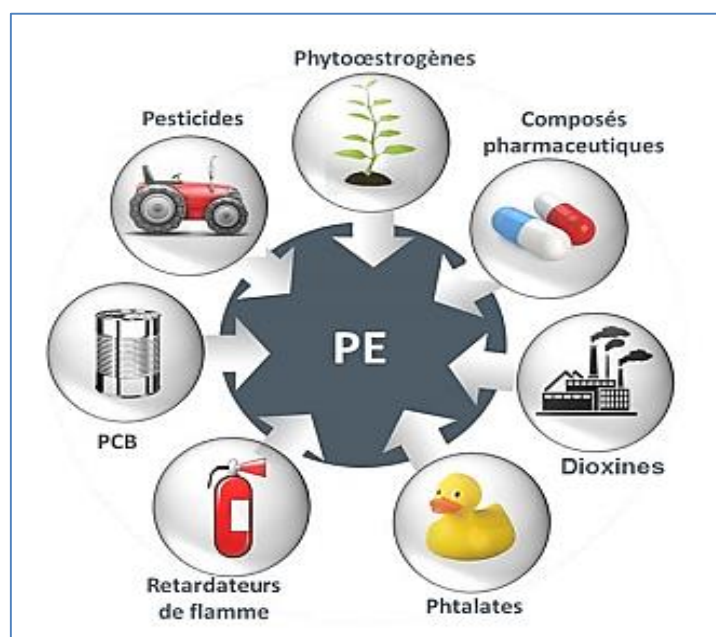 Phytoœstrogènes
Pesticides
Composés
pharmaceutiques
PE
PCB
Dioxines
Retardateurs
de flamme
Phtalates